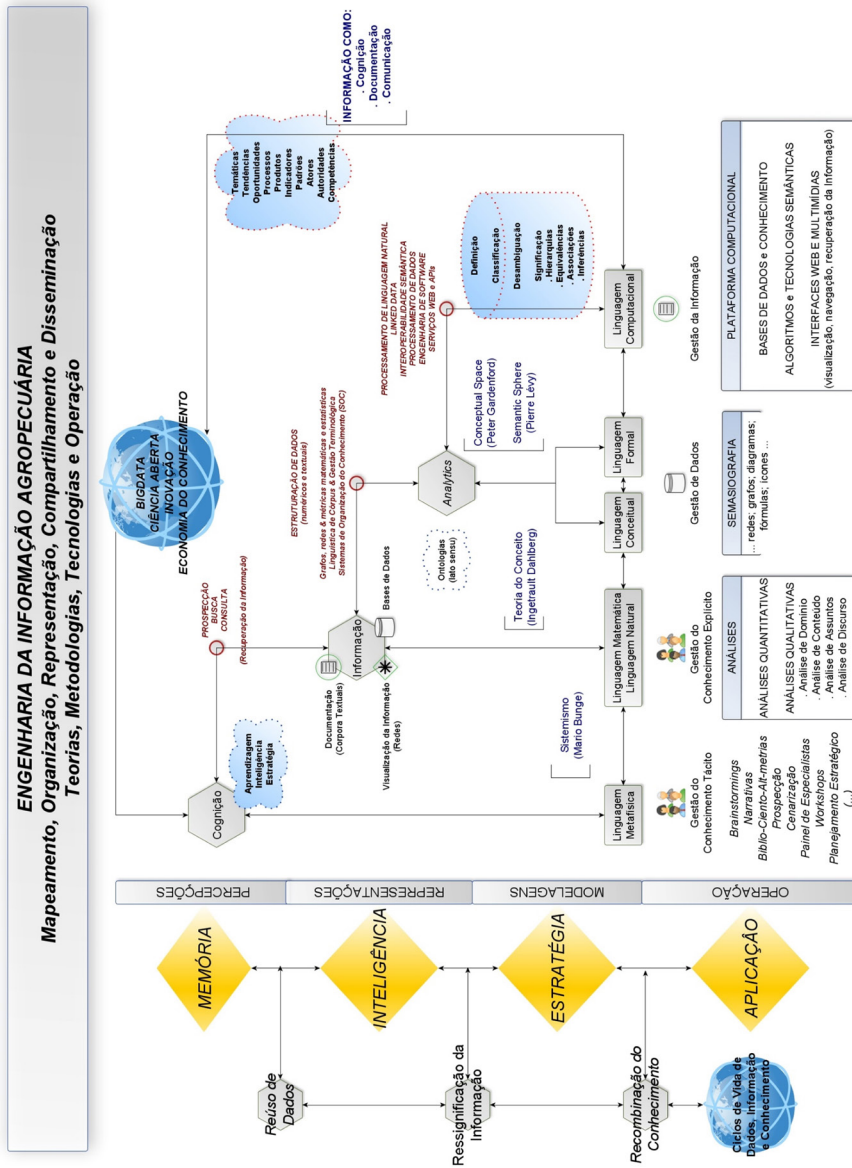 ENGENHARIA DA INFORMAÇÃO AGROPECUÁRIA
Mapeamento, Organização, Representação, Compartilhamento e Disseminação
Teorias, Metodologias, Tecnologias e Operação
MEMÓRIA
INTELIGÊNCIA
ESTRATÉGIA
APLICAÇÃO
Reúso de
Dados
Ressignificação da
Informação
Recombinação do
Conhecimento
Ciclos de Vida de
Dados, Informação
e Conhecimento
PERCEPÇÕES
REPRESENTAÇÕES
MODELAGENS
OPERAÇÃO
Cognição
Aprendizagem
Inteligência
Estratégia
PROSPECÇÃO
BUSCA
CONSULTA
(Recuperação da Informação)
BIGDATA
CIÊNCIA ABERTA
INOVAÇÃO
ECONOMIA DO CONHECIMENTO
Temáticas
Tendências
Oportunidades
Processos
Produtos
Indicadores
Padrões
Atores
Autoridades
Competências
INFORMAÇÃO COMO:
. Cognição
. Documentação
. Comunicação
Documentação
(Corpora Textuais)
Informação
Bases de Dados
Visualização da Informação
(Redes)
ESTRUTURAÇÃO DE DADOS
(numéricos e textuais)
Grafos, redes & métricas matemáticas e estatísticas
Linguística de Córpus & Gestão Terminológica
Sistemas de Organização do Conhecimento (SOC)
PROCESSAMENTO DE LINGUAGEM NATURAL
LINKED DATA
INTEROPERABILIDADE SEMÂNTICA
PROCESSAMENTO DE DADOS
ENGENHARIA DE SOFTWARE
SERVIÇOS WEB e APIs
Ontologias
(lato sensu)
Analytics
Conceptual Space
(Peter Gardenford)
Semantic Sphere
(Pierre Lévy)
Definição
Classificação
Desambiguação
Significação
. Hierarquias
. Equivalências
. Associações
. Inferências
Sistemismo
(Mario Bunge)
Teoria do Conceito
(Ingetrault Dahlberg)
Linguagem
Metafísica
Linguagem Matemática
Linguagem Natural
Linguagem
Conceitual
Linguagem
Formal
Linguagem
Computacional
Gestão do
Conhecimento Tácito
Gestão do
Conhecimento Explícito
Gestão de Dados
Gestão da Informação
Brainstormings
Narrativas
Biblio-Ciento-Alt-metrias
Prospecção
Cenarização
Painel de Especialistas
Workshops
Planejamento Estratégico
(...)
ANÁLISES
ANÁLISES QUANTITATIVAS
ANÁLISES QUALITATIVAS
. Análise de Domínio
. Análise de Conteúdo
. Análise de Assuntos
. Análise de Discurso
SEMASIOGRAFIA
... redes; grafos; diagramas;
fórmulas; ícones ...
PLATAFORMA COMPUTACIONAL
BASES DE DADOS e CONHECIMENTO
ALGORITMOS e TECNOLOGIAS SEMÂNTICAS
INTERFACES WEB E MULTIMÍDIAS
(visualização, navegação, recuperação da Informação)